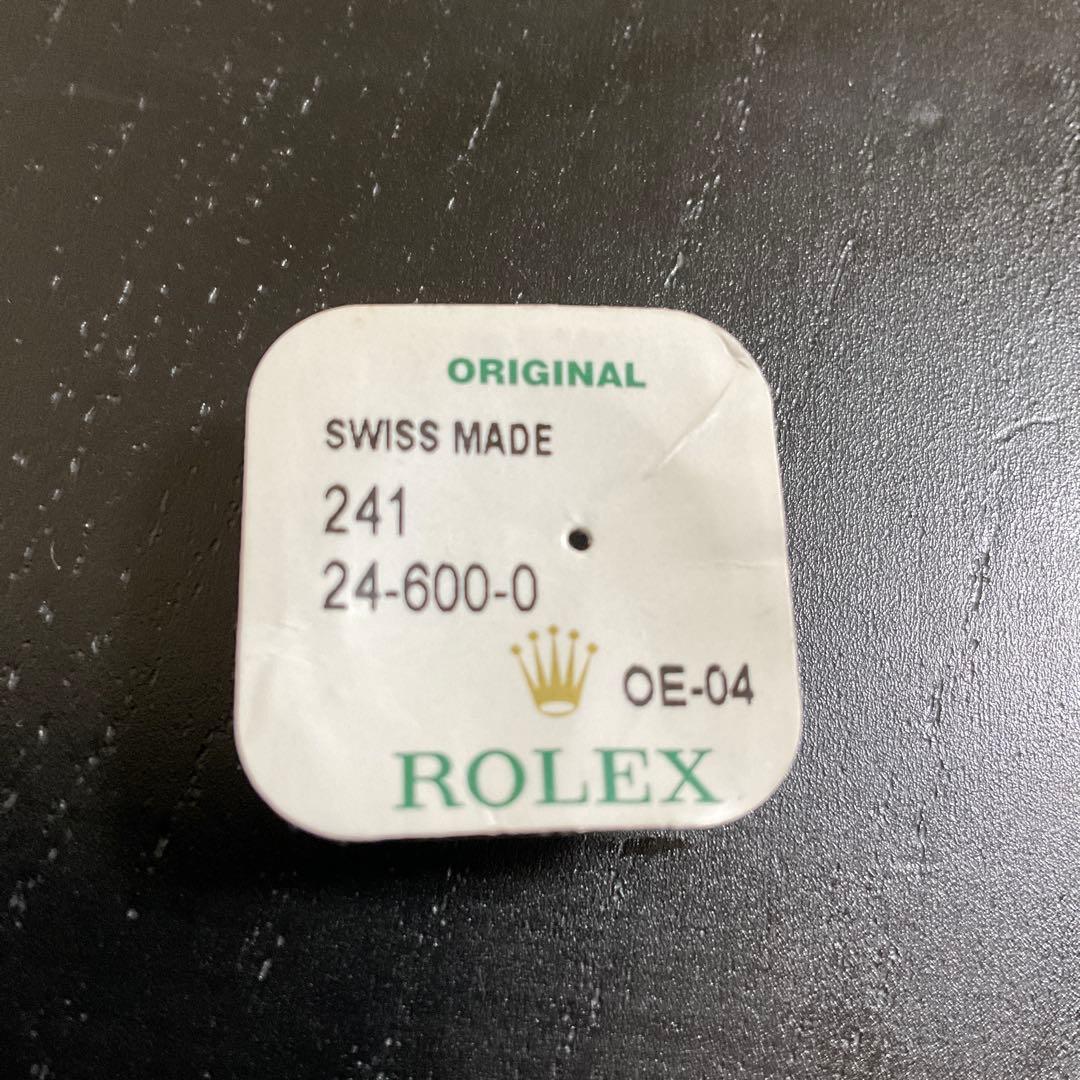 ORIGINAL
SWISS MADE
241
24-600-0
OE-04
ROLEX